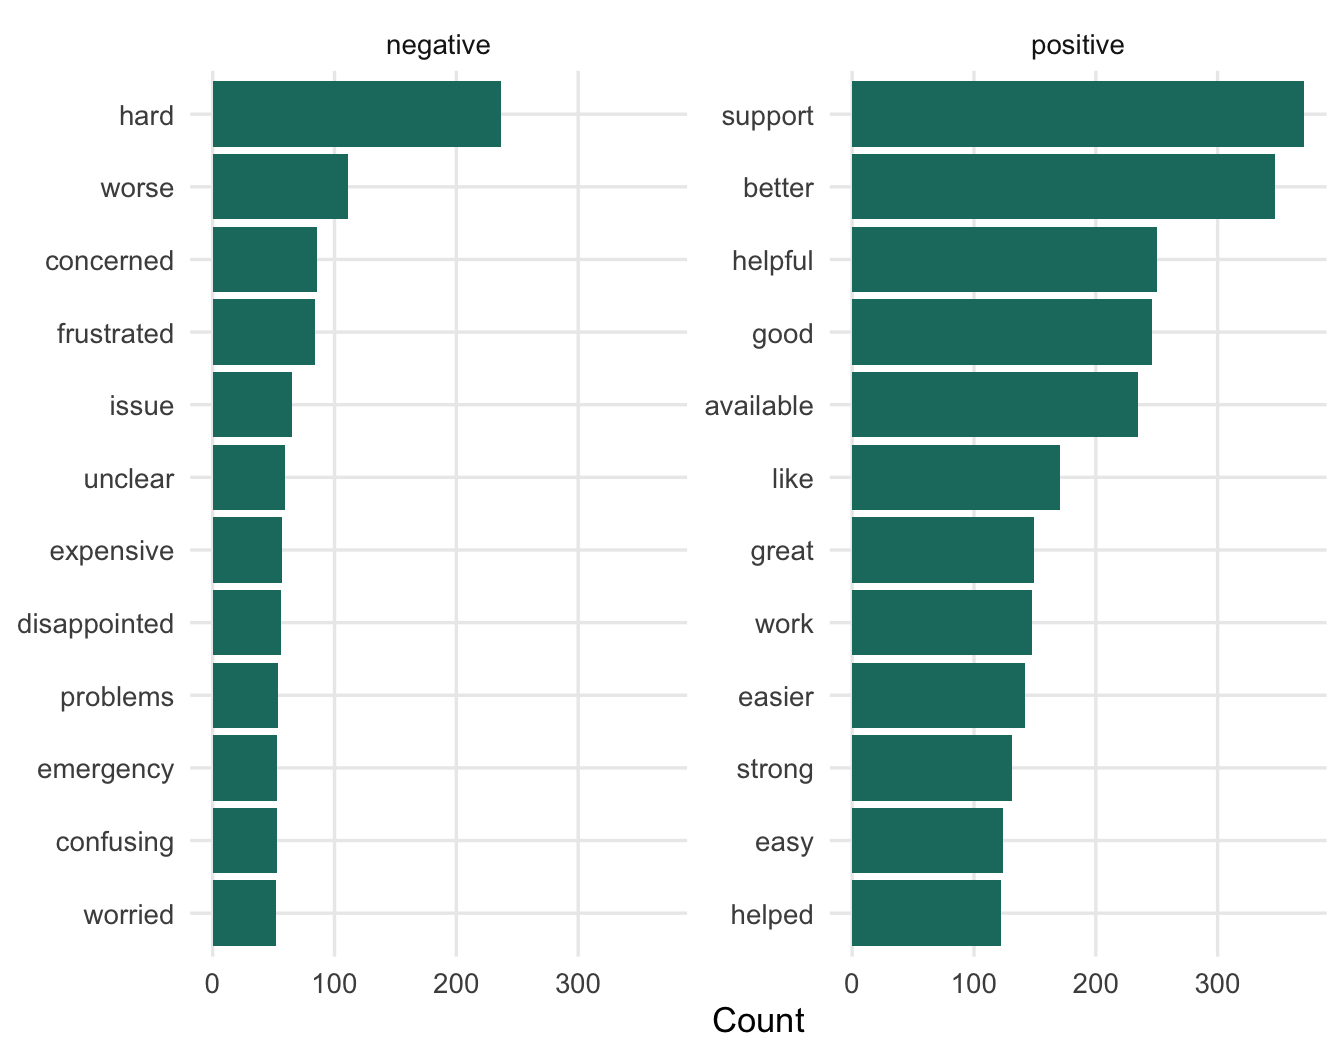 negative
hard
worse
concerned
frustrated
issue
unclear
expensive
disappointed
problems
emergency
confusing
worried
0 100 200 300
positive
support
better
helpful
good
available
like
great
work
easier
strong
easy
helped
0 100 200 300
Count